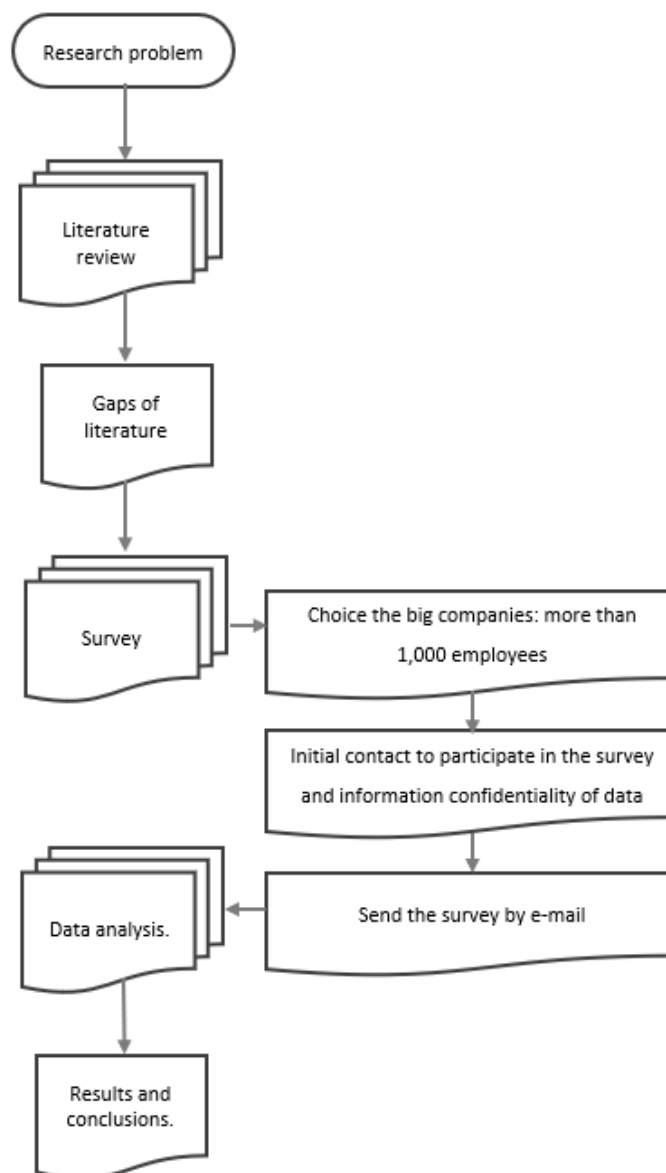 Research problem
Literature
review
Gaps of
literature
Survey
Choice the big companies: more than
1,000 employees
Initial contact to participate in the survey
and information confidentiality of data
Send the survey by e-mail
Data analysis.
Results and
conclusions.